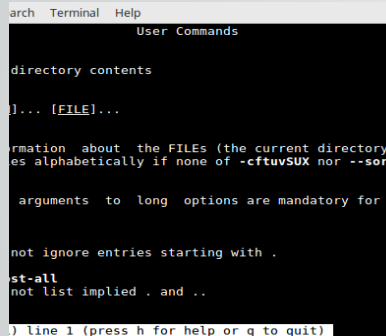 arch Terminal Help
User Commands
directory contents
]... [FILE]...
rmation about the FILEs (the current directory
es alphabetically if none of -cftuvSUX nor --sor
arguments to long options are mandatory for
not ignore entries starting with .
st-all
not list implied . and ..
) line 1 (press h for help or q to quit)